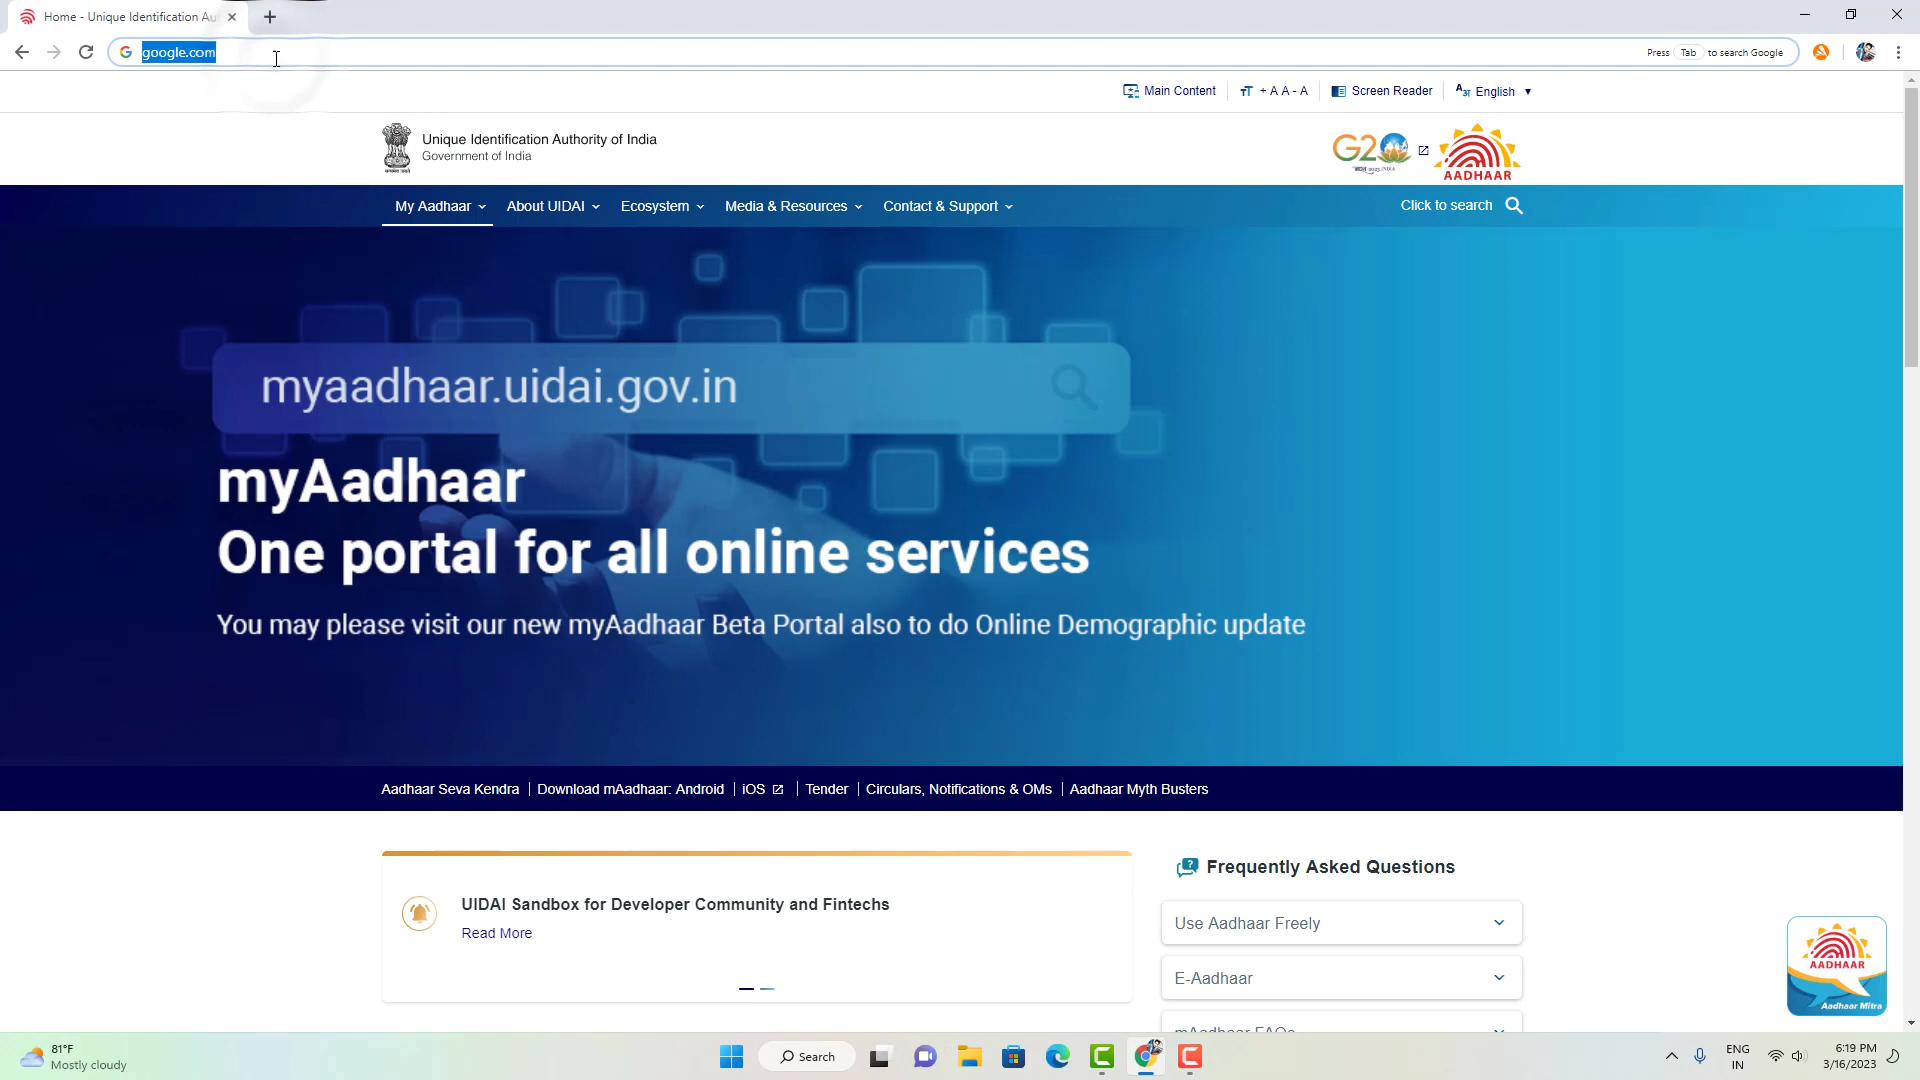 Home - Unique Identification Au
google.com
Press Tab to search Google
Main Content
+ A A - A
Screen Reader
English
Unique Identification Authority of India
Government of India
G20
AADHAAR
My Aadhaar
About UIDAI
Ecosystem
Media & Resources
Contact & Support
Click to search
myaadhaar.uidai.gov.in
myAadhaar
One portal for all online services
You may please visit our new myAadhaar Beta Portal also to do Online Demographic update
Aadhaar Seva Kendra
Download mAadhaar: Android
iOS
Tender
Circulars, Notifications & OMs
Aadhaar Myth Busters
UIDAI Sandbox for Developer Community and Fintechs
Read More
Frequently Asked Questions
Use Aadhaar Freely
E-Aadhaar
mAadhaar FAQs
AADHAAR
Aadhaar Mitra
81°F
Mostly cloudy
Search
ENG
IN
6:19 PM
3/16/2023